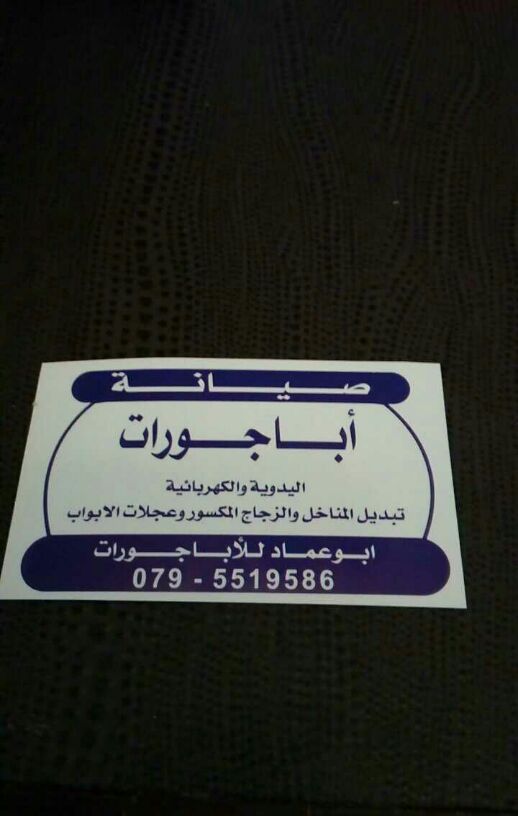 صيانة
أباجورات
اليدوية والكهربائية
تبديل المناخل والزجاج المكسور وعجلات الابواب
ابوعماد للأباجورات
079 - 5519586